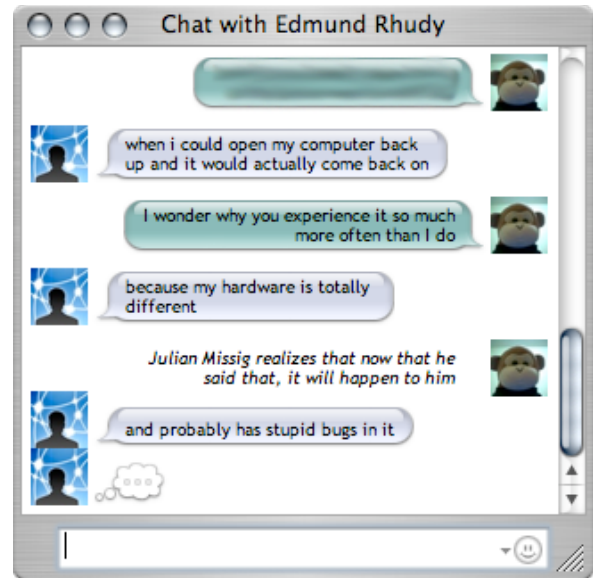 Chat with Edmund Rhudy
when i could open my computer back
up and it would actually come back on
I wonder why you experience it so much
more often than I do
because my hardware is totally
different
Julian Missig realizes that now that he
said that, it will happen to him
and probably has stupid bugs in it